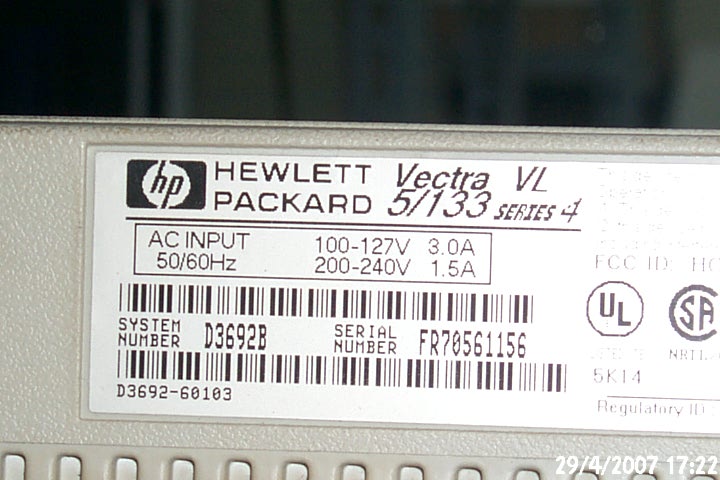 hp HEWLETT PACKARD Vectra VL 5/133 SERIES 4
AC INPUT 100-127V 3.0A
50/60Hz 200-240V 1.5A
FCC ID:
UL SA
SYSTEM NUMBER D3692B SERIAL NUMBER FR70561156
5K14
D3692-60103
Regulatory ID
29/4/2007 17:22